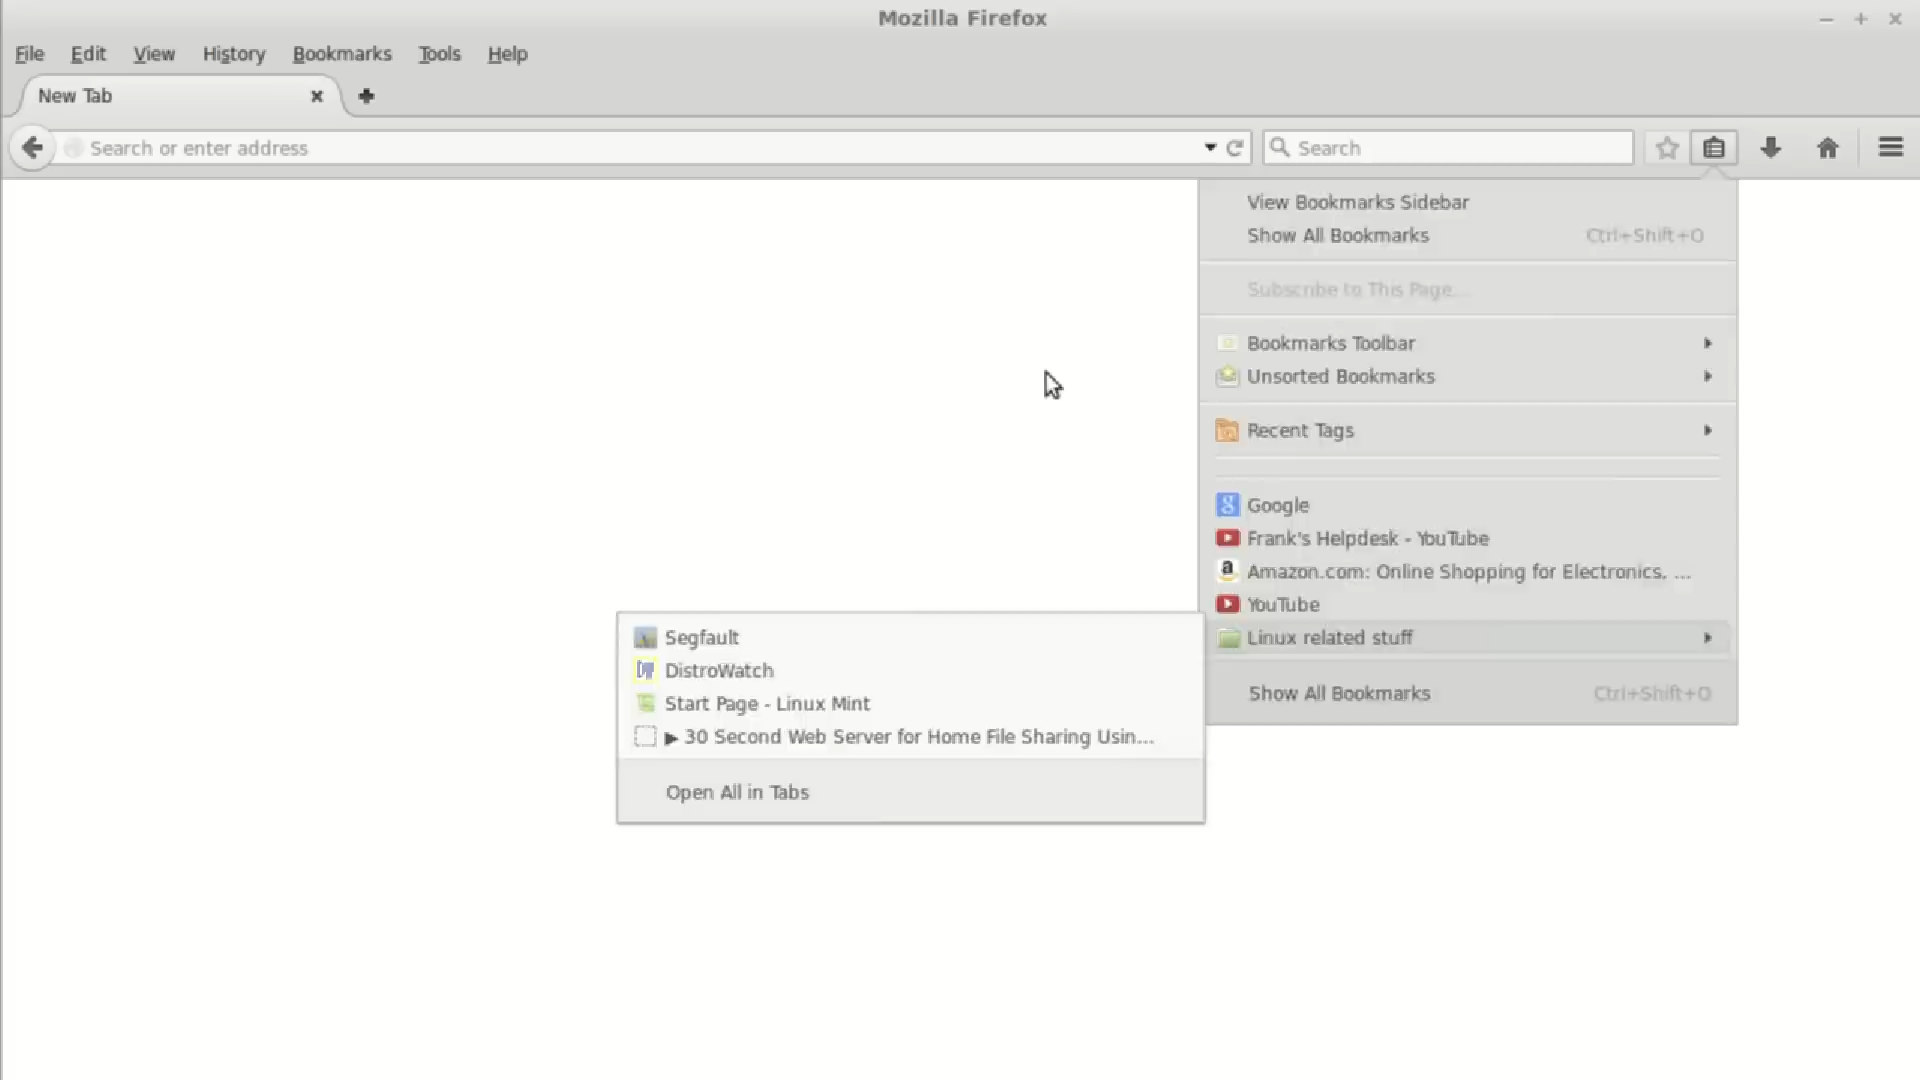 Mozilla Firefox
File Edit View History Bookmarks Tools Help
New Tab
Search or enter address
Search
View Bookmarks Sidebar
Show All Bookmarks Ctrl+Shift+O
Subscribe to This Page...
Bookmarks Toolbar
Unsorted Bookmarks
Recent Tags
Google
Frank's Helpdesk - YouTube
Amazon.com: Online Shopping for Electronics, ...
YouTube
Linux related stuff
Show All Bookmarks Ctrl+Shift+O
Segfault
DistroWatch
Start Page - Linux Mint
▶ 30 Second Web Server for Home File Sharing Usin...
Open All in Tabs